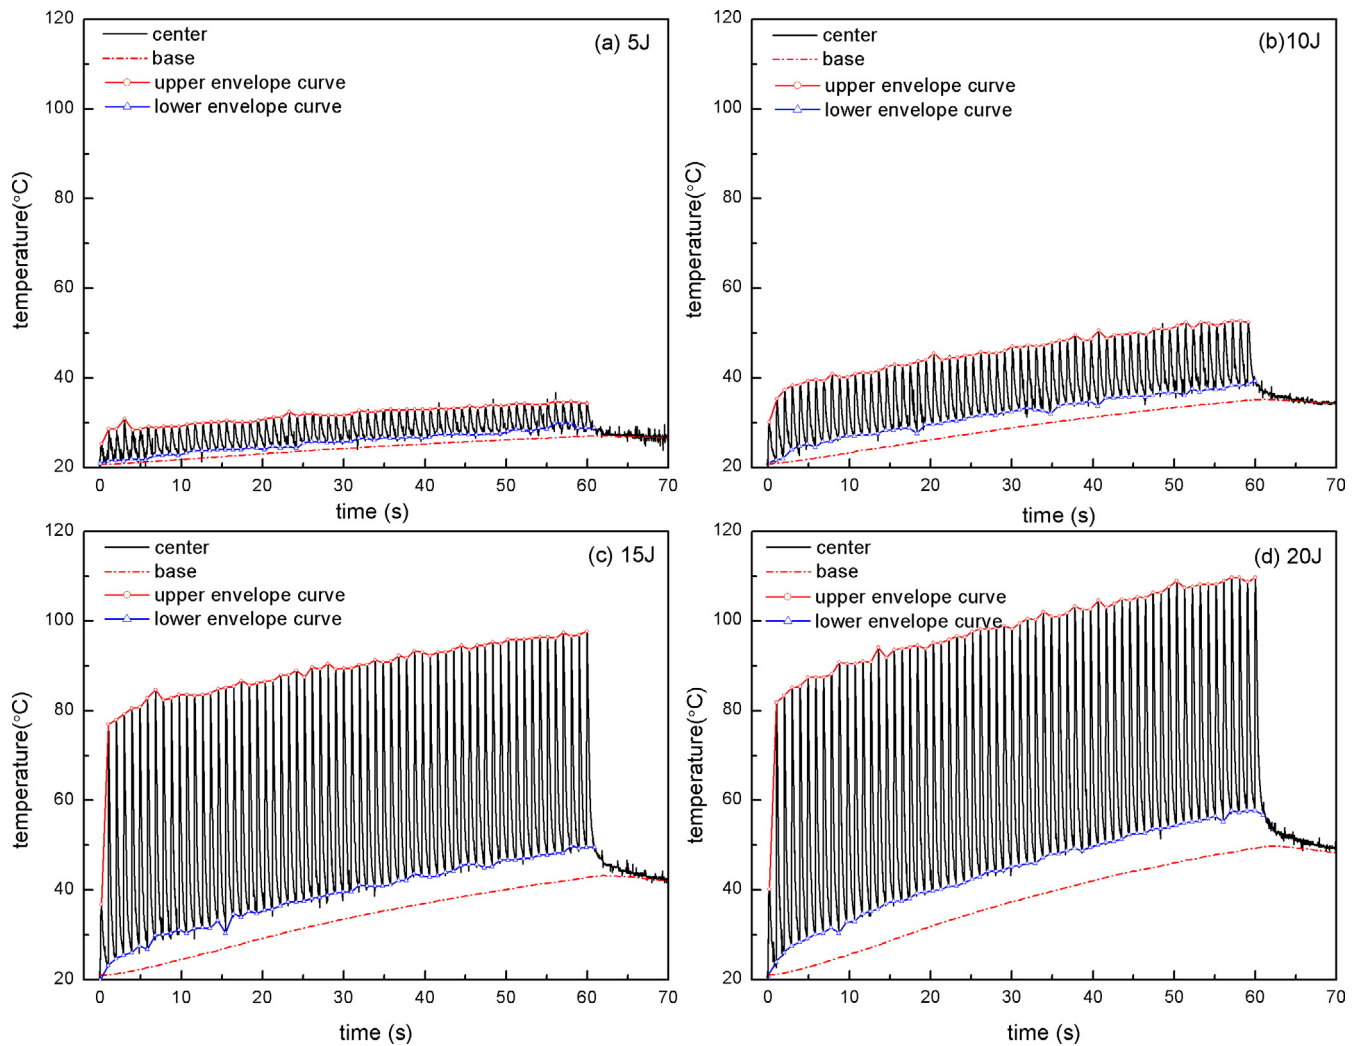 120
100
80
60
40
20
temperature(°C)
center
base
upper envelope curve
lower envelope curve
(a) 5J
0 10 20 30 40 50 60 70
time (s)
120
100
80
60
40
20
temperature(°C)
center
base
upper envelope curve
lower envelope curve
(b)10J
0 10 20 30 40 50 60 70
time (s)
120
100
80
60
40
20
temperature(°C)
center
base
upper envelope curve
lower envelope curve
(c) 15J
0 10 20 30 40 50 60 70
time (s)
120
100
80
60
40
20
temperature(°C)
center
base
upper envelope curve
lower envelope curve
(d) 20J
0 10 20 30 40 50 60 70
time (s)